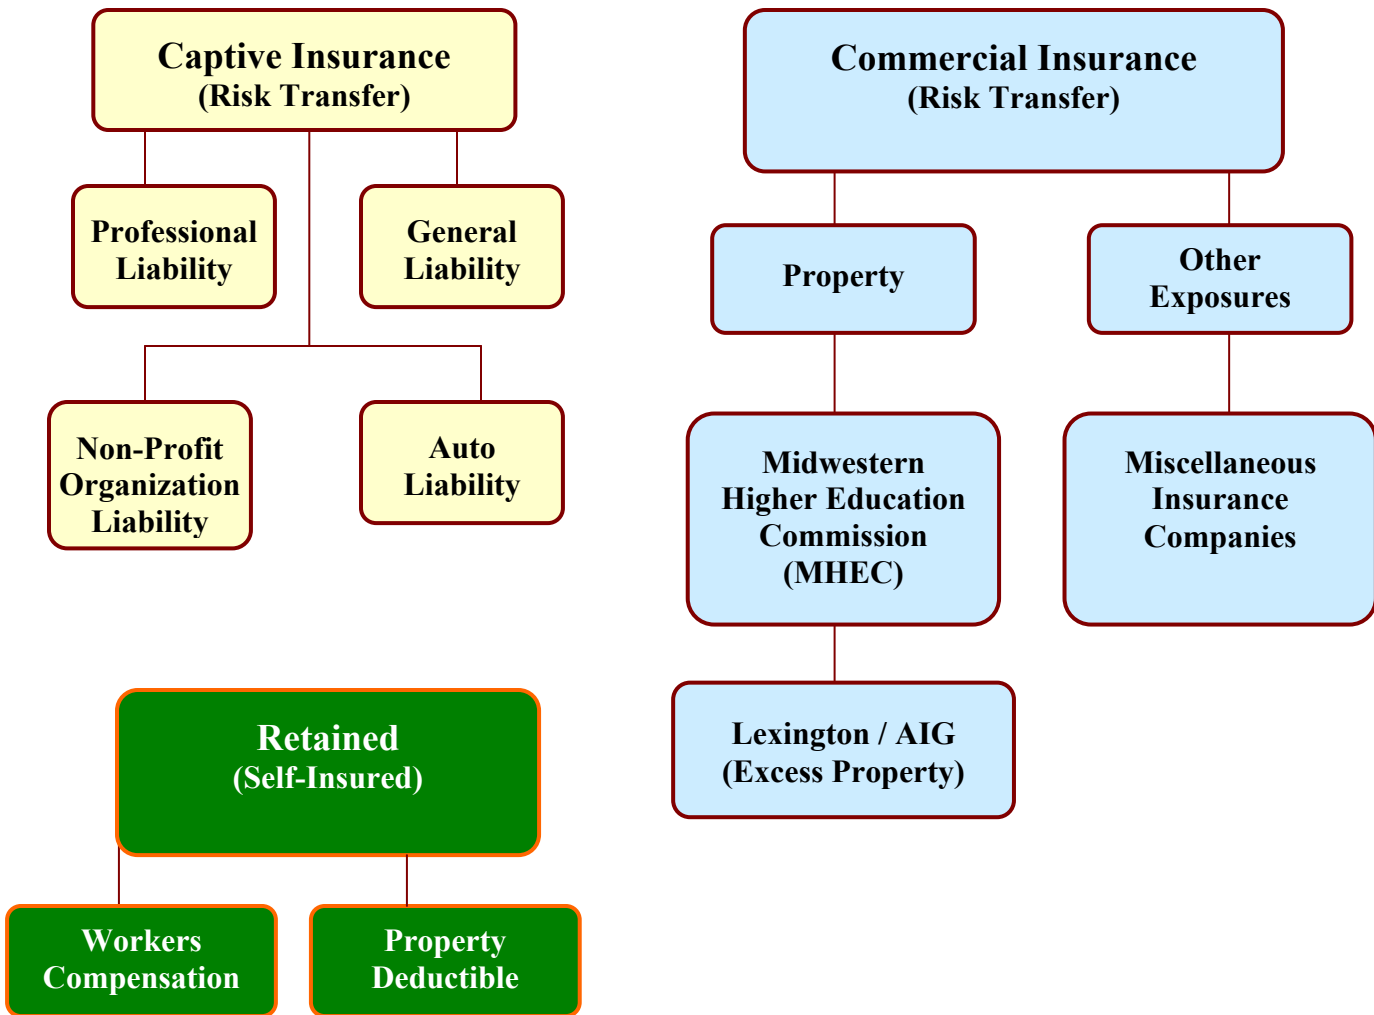 Captive Insurance
(Risk Transfer)
Professional
Liability
General
Liability
Non-Profit
Organization
Liability
Auto
Liability
Commercial Insurance
(Risk Transfer)
Property
Other
Exposures
Midwestern
Higher Education
Commission
(MHEC)
Miscellaneous
Insurance
Companies
Lexington / AIG
(Excess Property)
Retained
(Self-Insured)
Workers
Compensation
Property
Deductible